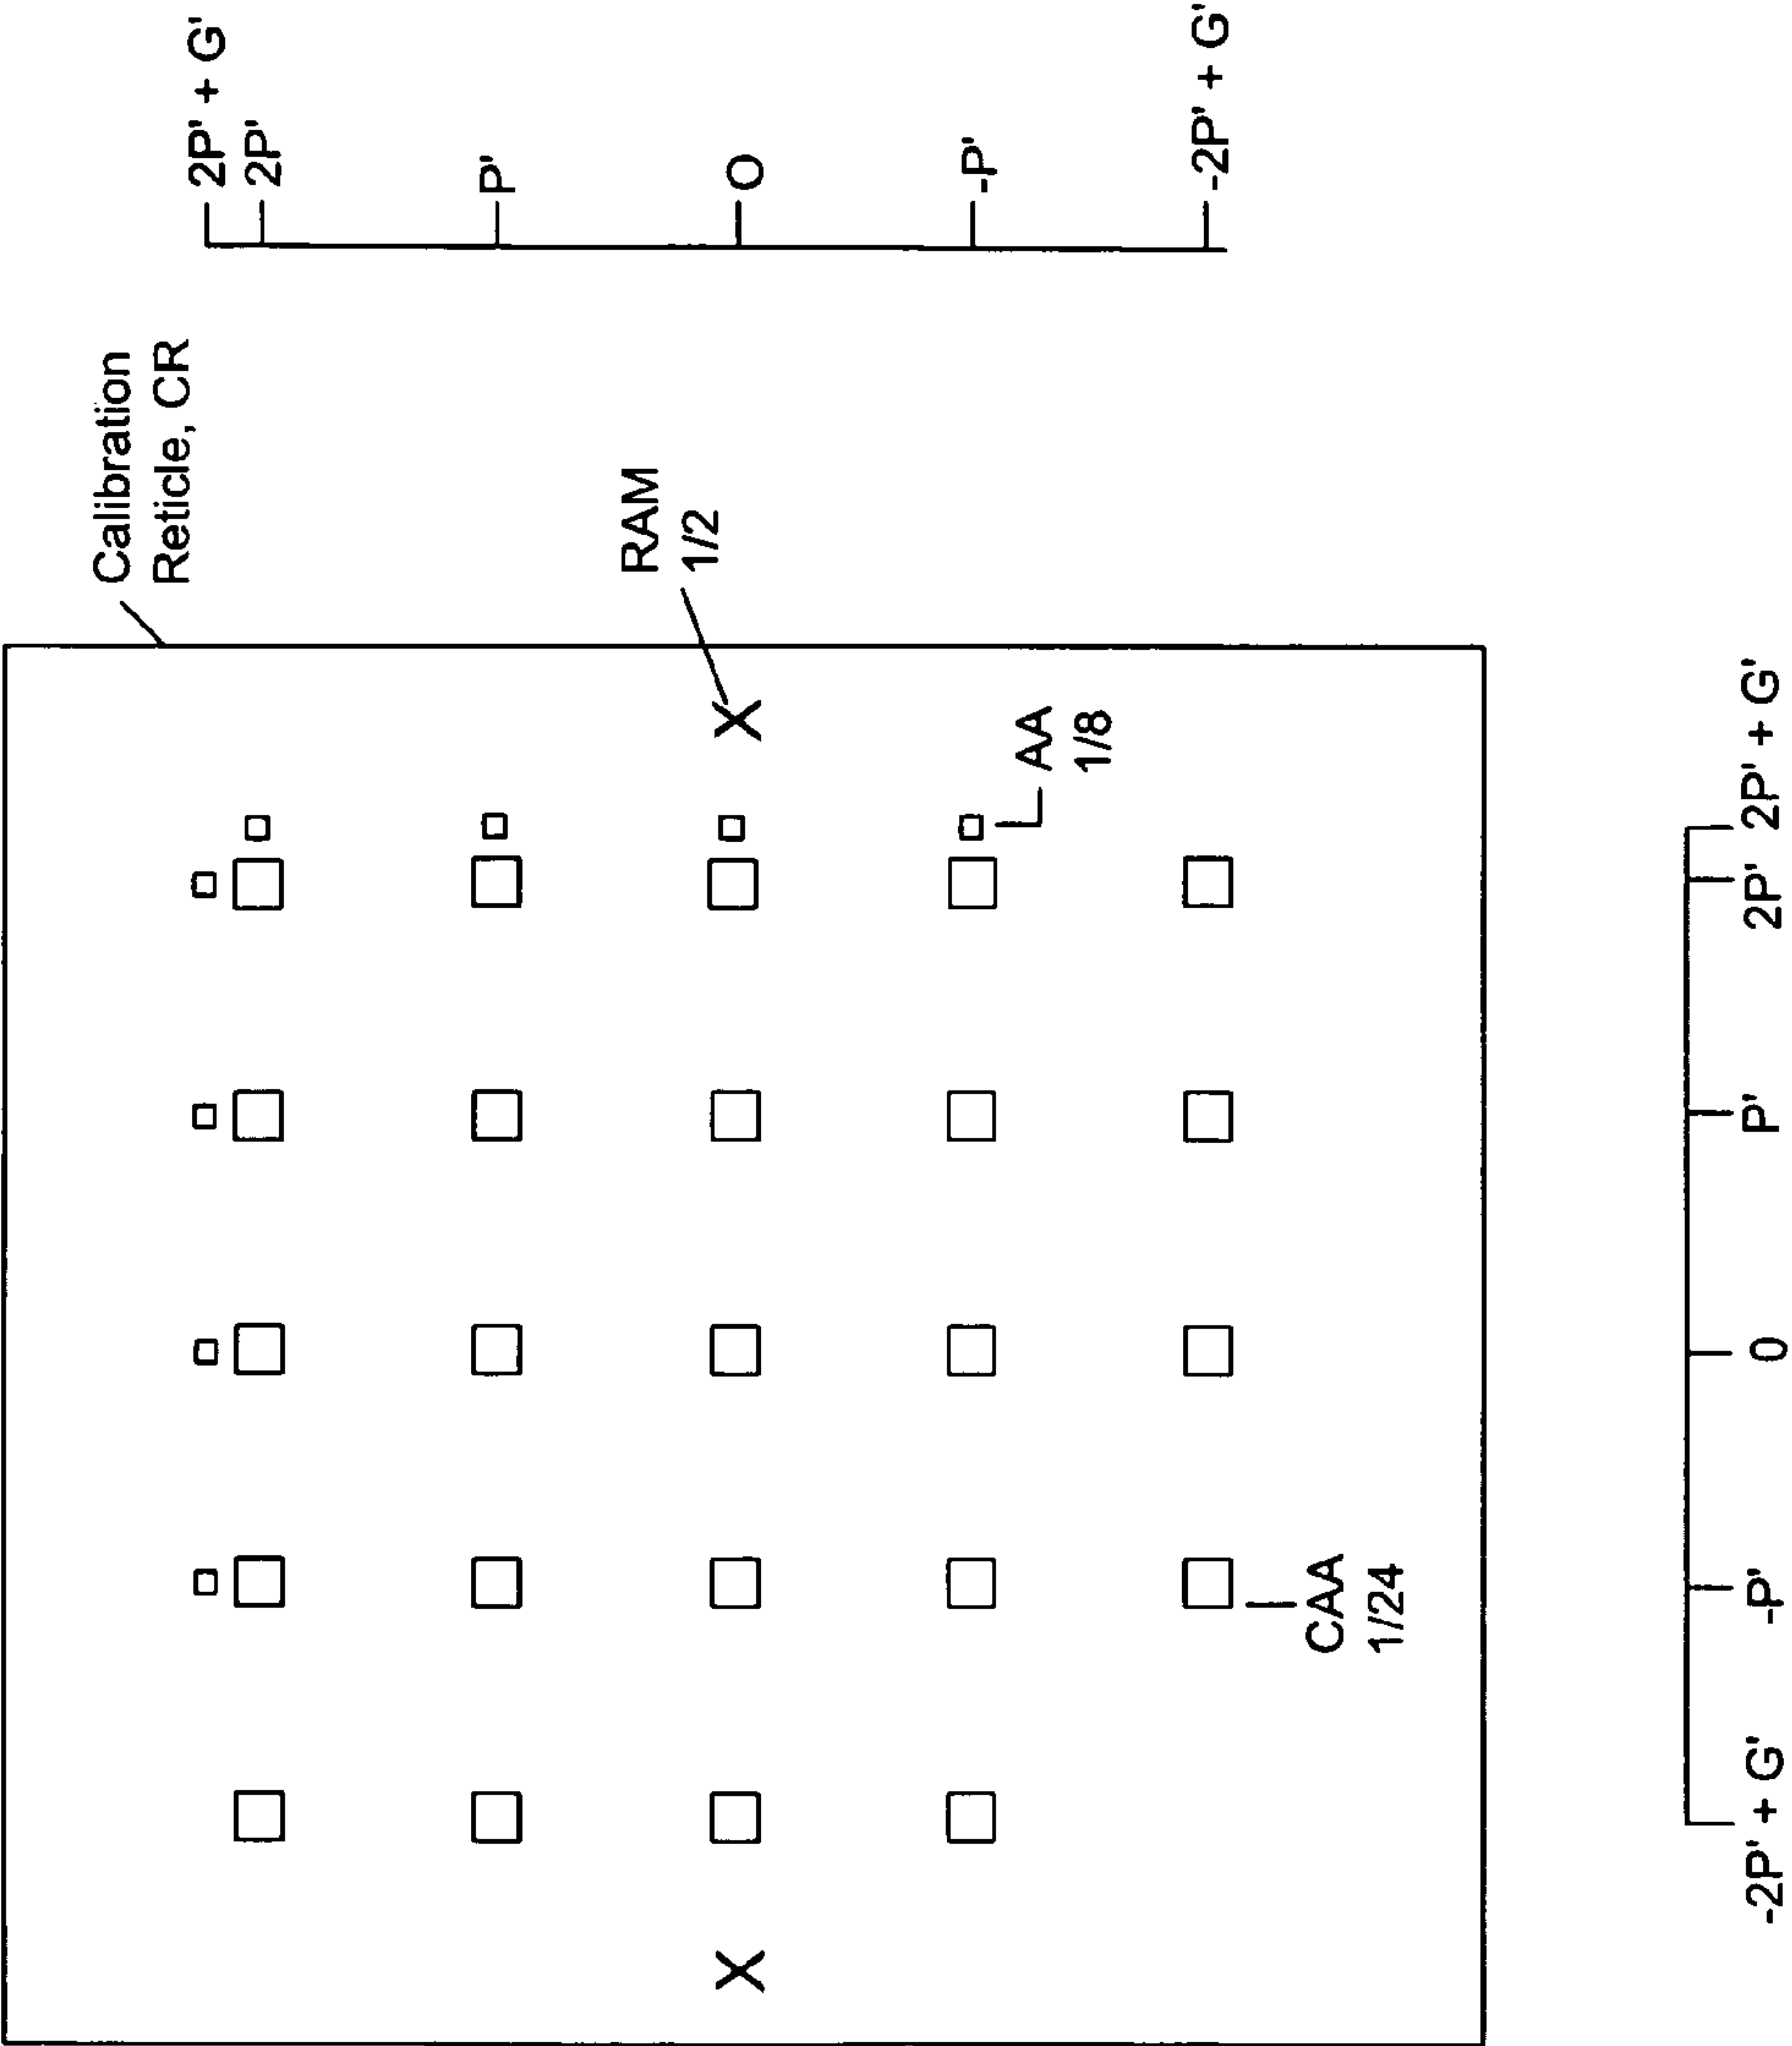 Calibration
Reticle, CR
2P' + G'
2P'
P'
O
-P'
-2P' + G'
RAM
1/2
X
X
AA
1/8
CAA
1/24
-2P' + G'
-P'
0
P'
2P'
2P' + G'